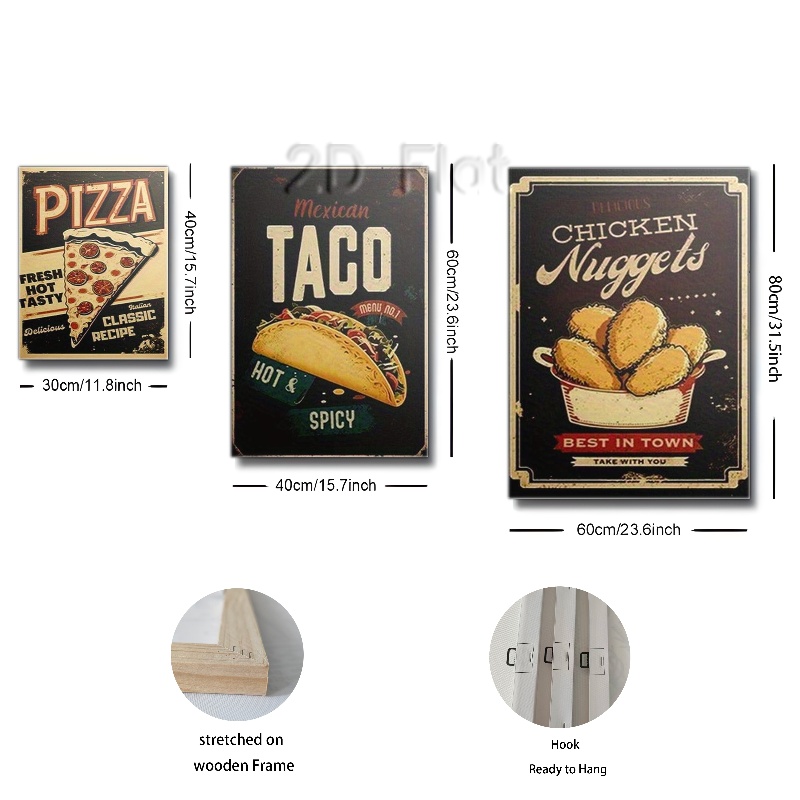 2D Flat
PIZZA
FRESH
HOT
TASTY
Delicious
Italian
CLASSIC
RECIPE
40cm/15.7inch
30cm/11.8inch
Mexican
TACO
MENU NO.1
HOT &
SPICY
60cm/23.6inch
40cm/15.7inch
DELICIOUS
CHICKEN
Nuggets
BEST IN TOWN
TAKE WITH YOU
80cm/31.5inch
60cm/23.6inch
stretched on
wooden Frame
Hook
Ready to Hang